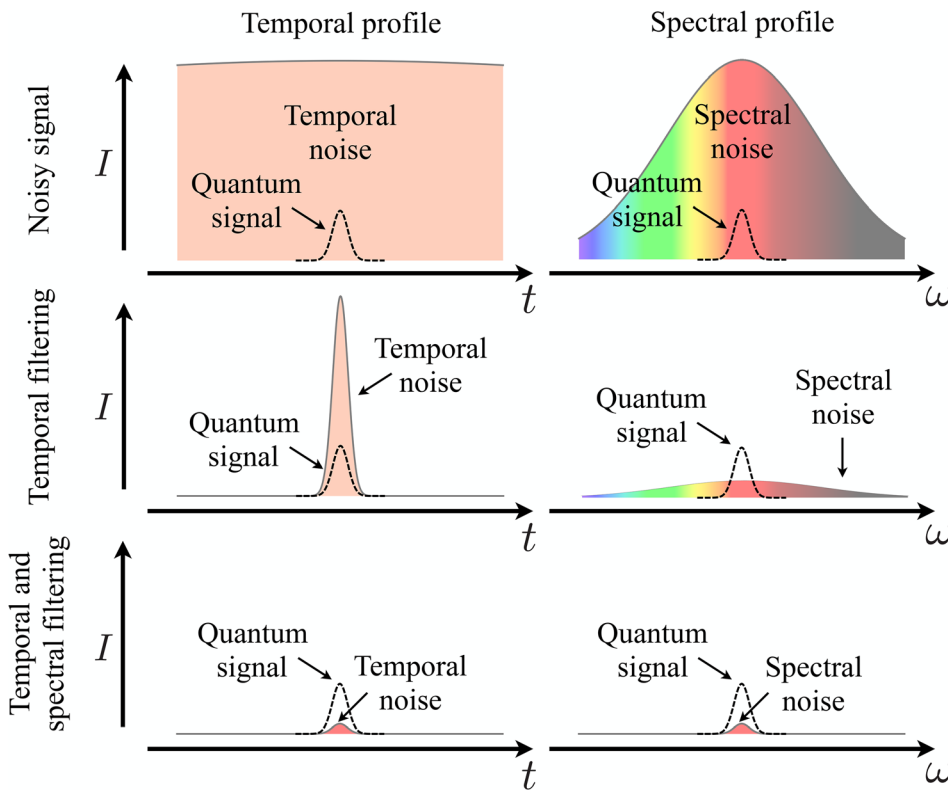 Temporal profile
Spectral profile
Noisy signal
I
Temporal
noise
Quantum
signal
t
Spectral
noise
Quantum
signal
ω
Temporal filtering
I
Temporal
noise
Quantum
signal
t
Quantum
signal
Spectral
noise
ω
Temporal and
spectral filtering
I
Quantum
signal
Temporal
noise
t
Quantum
signal
Spectral
noise
ω